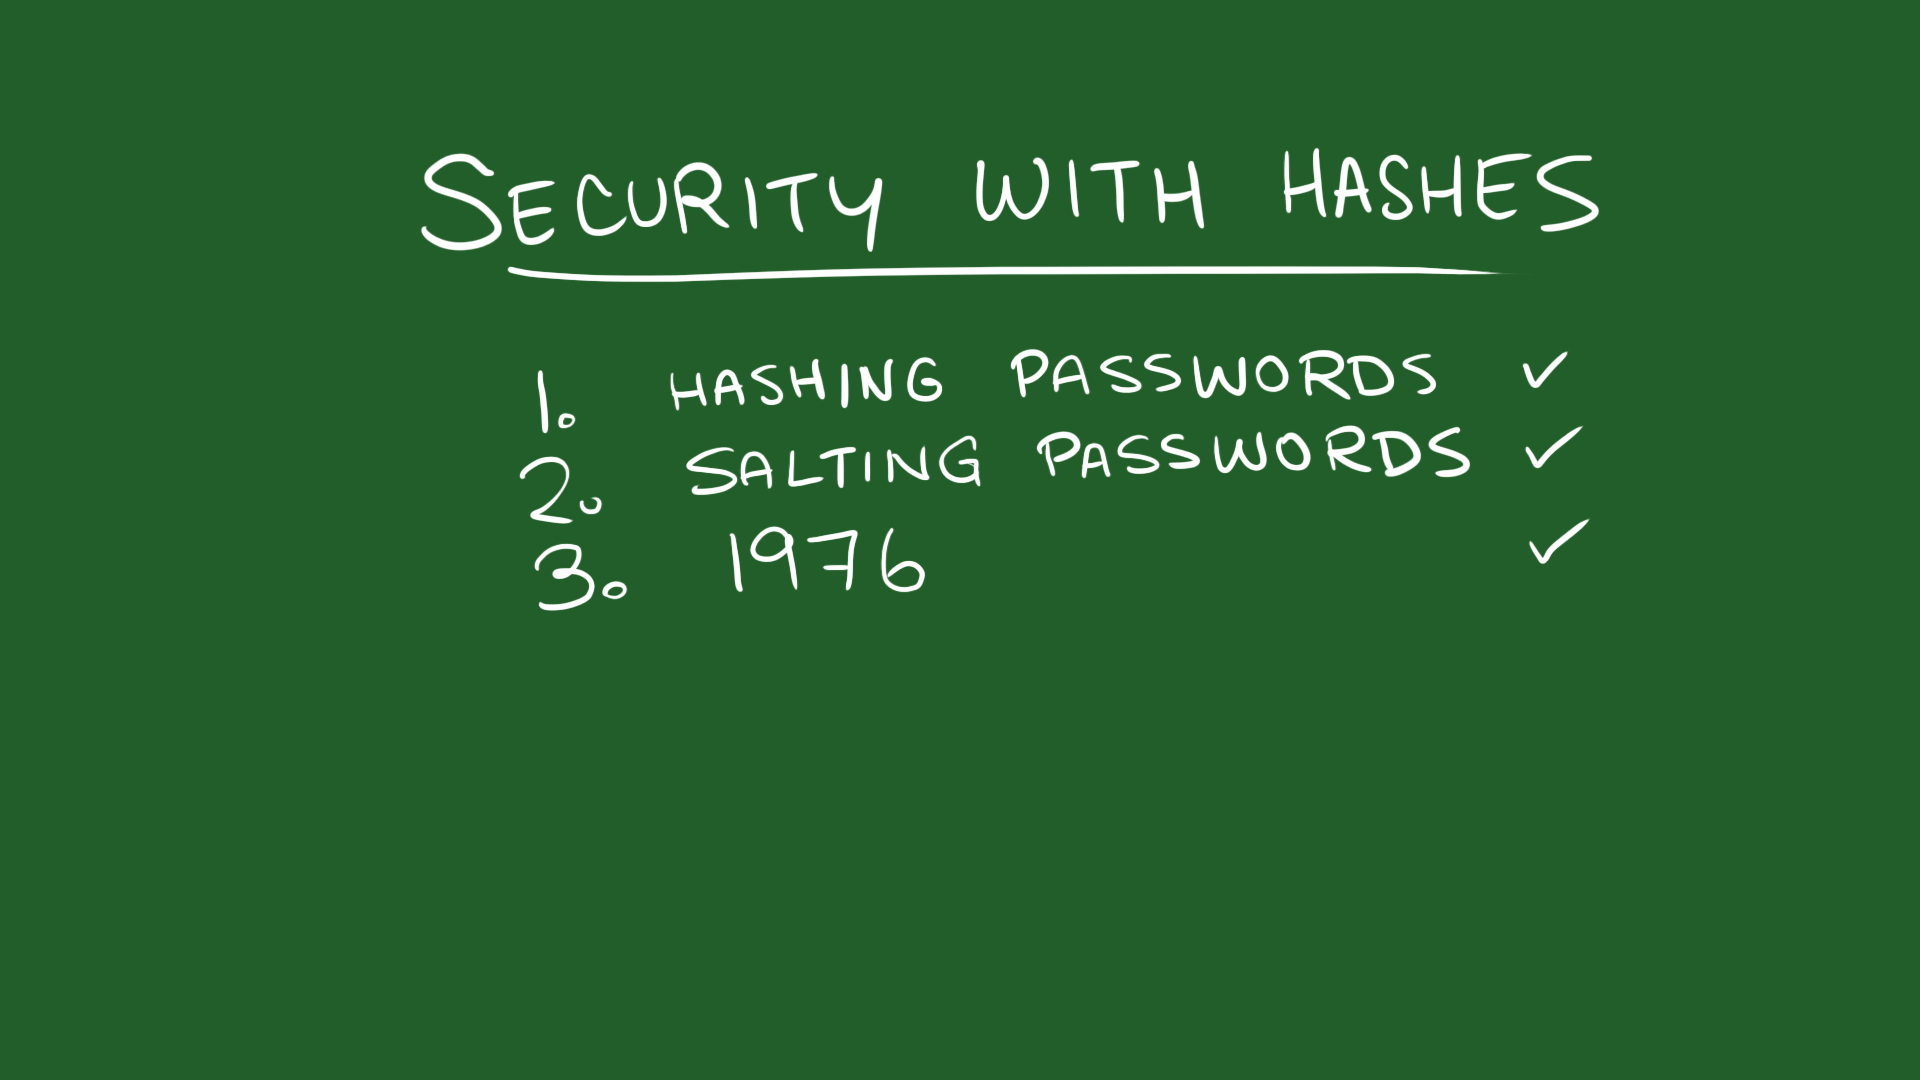 SECURITY WITH HASHES
1. HASHING PASSWORDS ✓
2. SALTING PASSWORDS ✓
3. 1976 ✓